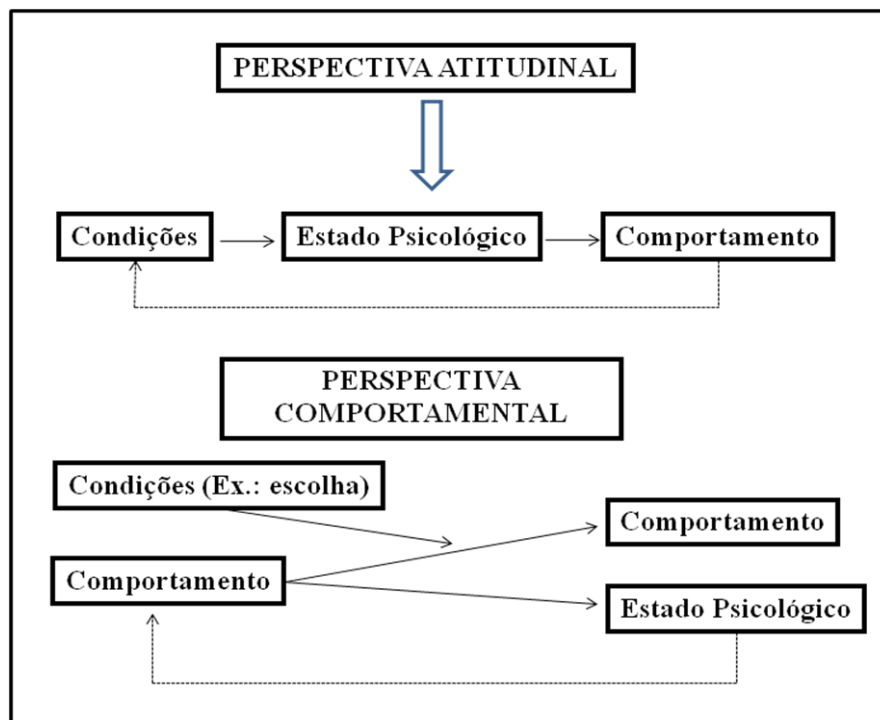 PERSPECTIVA ATITUDINAL
Condições
Estado Psicológico
Comportamento
PERSPECTIVA
COMPORTAMENTAL
Condições (Ex.: escolha)
Comportamento
Comportamento
Estado Psicológico